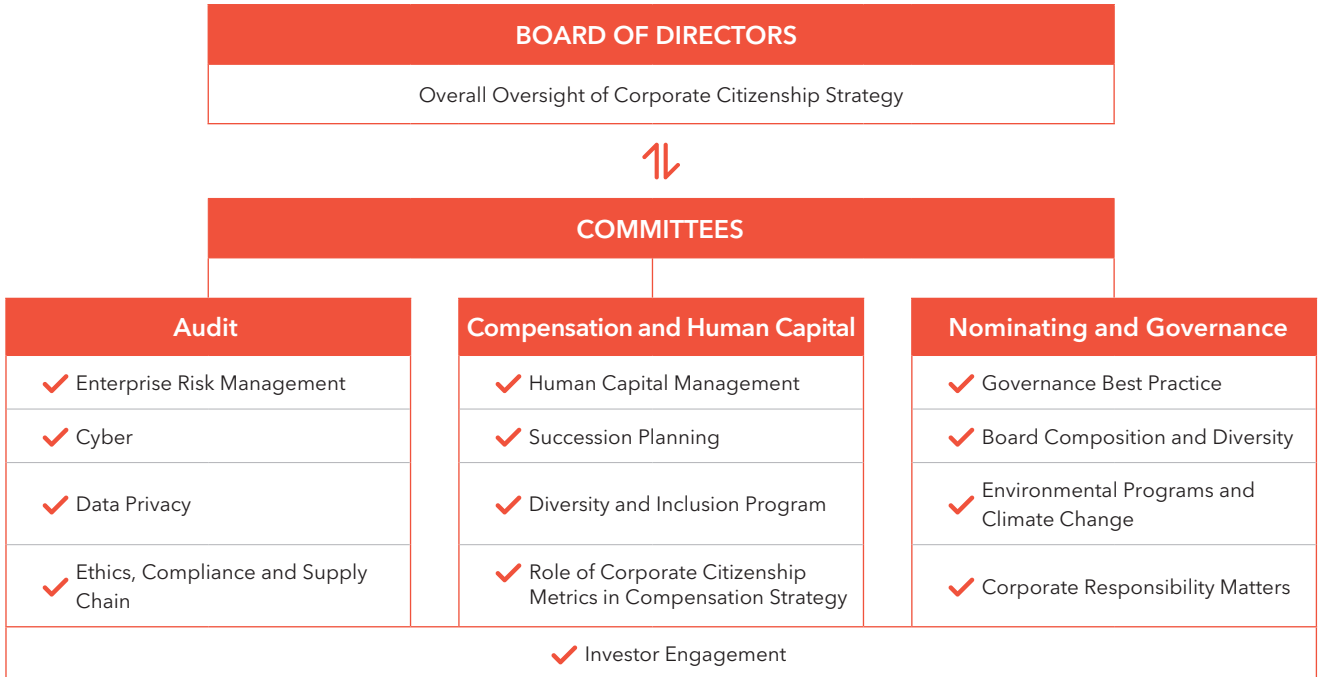 BOARD OF DIRECTORS
Overall Oversight of Corporate Citizenship Strategy
COMMITTEES
Audit
Enterprise Risk Management
Cyber
Data Privacy
Ethics, Compliance and Supply
Chain
Compensation and Human Capital
Human Capital Management
Succession Planning
Diversity and Inclusion Program
Role of Corporate Citizenship
Metrics in Compensation Strategy
Nominating and Governance
Governance Best Practice
Board Composition and Diversity
Environmental Programs and
Climate Change
Corporate Responsibility Matters
Investor Engagement